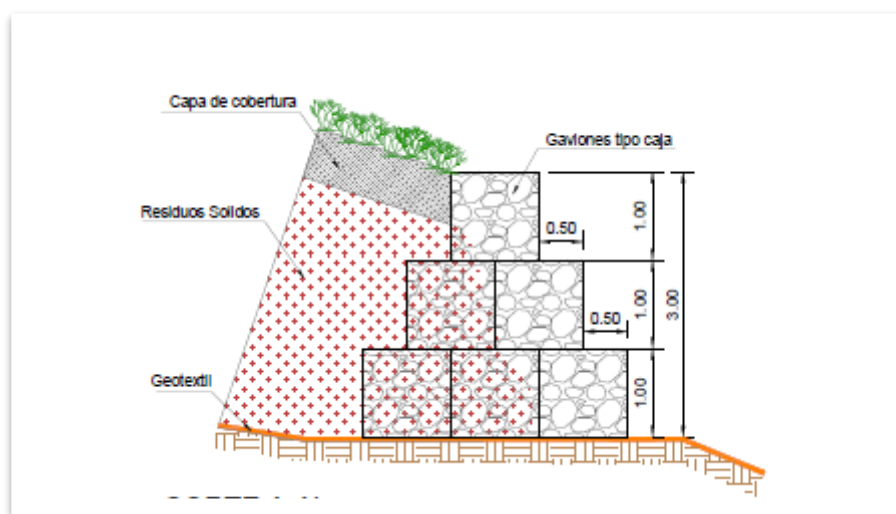 Capa de cobertura
Gaviones tipo caja
Residuos Solidos
0.50
1.00
0.50
1.00
3.00
Geotextil
1.00